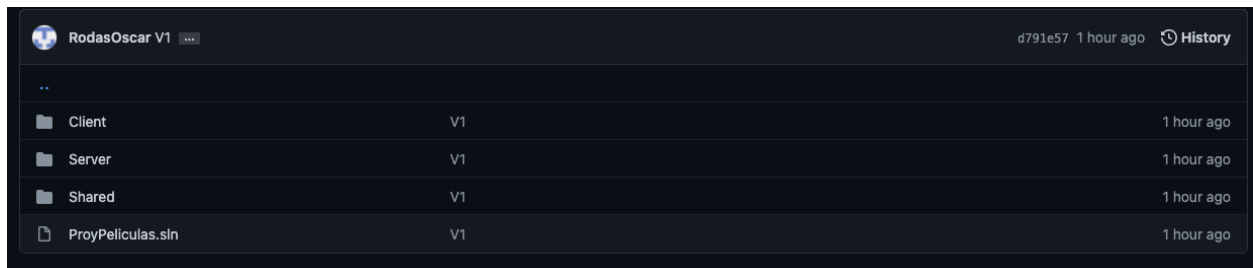 RodasOscar V1 ... d791e57 1 hour ago History
..
Client V1 1 hour ago
Server V1 1 hour ago
Shared V1 1 hour ago
ProyPeliculas.sln V1 1 hour ago